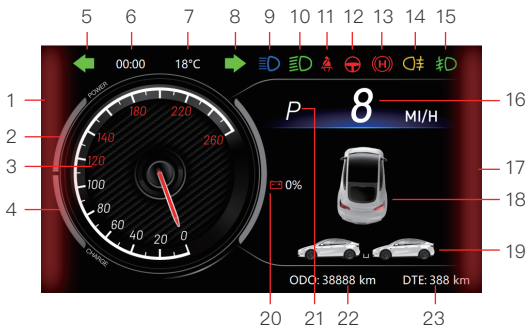 5 6 7 8 9 10 11 12 13 14 15
00:00 18°C
1 POWER 180 220 P 8 MI/H 16
2 140 260
3 120 17
4 100 0% 18
80
60 40 20 0 19
CHARGE
ODO: 38888 km DTE: 388 km
20 21 22 23